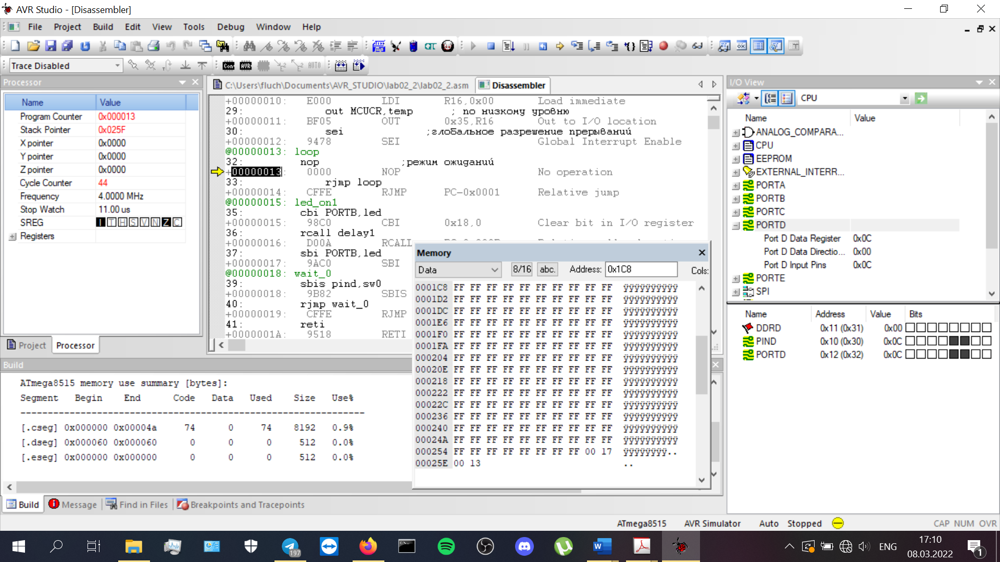 AVR Studio - [Disassembler]
File Project Build Edit View Tools Debug Window Help
Trace Disabled
Con AVR AUTO
Processor
Name Value
Program Counter 0x000013
Stack Pointer 0x025F
X pointer 0x0000
Y pointer 0x0000
Z pointer 0x0000
Cycle Counter 44
Frequency 4.0000 MHz
Stop Watch 11.00 us
SREG I T H S V N Z C
Registers
Project Processor
C:\Users\fluch\Documents\AVR_STUDIO\lab02_2\lab02_2.asm Disassembler
+00000010: E000 LDI R16,0x00 Load immediate
29: out MCUCR,temp ; по низкому уровню
+00000011: BF05 OUT 0x35,R16 Out to I/O location
30: sei ;глобальное разрешение прерываний
+00000012: 9478 SEI Global Interrupt Enable
@00000013: loop
32: nop ;режим ожиданий
+00000013: 0000 NOP No operation
33: rjmp loop
+00000014: CFFE RJMP PC-0x0001 Relative jump
@00000015: led_on1
35: cbi PORTB,led
+00000015: 98C0 CBI 0x18,0 Clear bit in I/O register
36: rcall delay1
+00000016: D00A RCALL
37: sbi PORTB,led
+00000017: 9AC0 SBI
@00000018: wait_0
39: sbis pind,sw0
+00000018: 9B82 SBIS
40: rjmp wait_0
+00000019: CFFE RJMP
41: reti
+0000001A: 9518 RETI
Memory
Data 8/16 abc. Address: 0x1C8 Cols:
0001C8 FF FF FF FF FF FF FF FF FF FF ÿÿÿÿÿÿÿÿÿÿ
0001D2 FF FF FF FF FF FF FF FF FF FF ÿÿÿÿÿÿÿÿÿÿ
0001DC FF FF FF FF FF FF FF FF FF FF ÿÿÿÿÿÿÿÿÿÿ
0001E6 FF FF FF FF FF FF FF FF FF FF ÿÿÿÿÿÿÿÿÿÿ
0001F0 FF FF FF FF FF FF FF FF FF FF ÿÿÿÿÿÿÿÿÿÿ
0001FA FF FF FF FF FF FF FF FF FF FF ÿÿÿÿÿÿÿÿÿÿ
000204 FF FF FF FF FF FF FF FF FF FF ÿÿÿÿÿÿÿÿÿÿ
00020E FF FF FF FF FF FF FF FF FF FF ÿÿÿÿÿÿÿÿÿÿ
000218 FF FF FF FF FF FF FF FF FF FF ÿÿÿÿÿÿÿÿÿÿ
000222 FF FF FF FF FF FF FF FF FF FF ÿÿÿÿÿÿÿÿÿÿ
00022C FF FF FF FF FF FF FF FF FF FF ÿÿÿÿÿÿÿÿÿÿ
000236 FF FF FF FF FF FF FF FF FF FF ÿÿÿÿÿÿÿÿÿÿ
000240 FF FF FF FF FF FF FF FF FF FF ÿÿÿÿÿÿÿÿÿÿ
00024A FF FF FF FF FF FF FF FF FF FF ÿÿÿÿÿÿÿÿÿÿ
000254 FF FF FF FF FF FF FF FF 00 17 ÿÿÿÿÿÿÿÿ..
00025E 00 13 ..
I/O View
CPU
Name Value
ANALOG_COMPARA...
CPU
EEPROM
EXTERNAL_INTERR...
PORTA
PORTB
PORTC
PORTD
Port D Data Register 0x0C
Port D Data Directio... 0x00
Port D Input Pins 0x0C
PORTE
SPI
Name Address Value Bits
DDRD 0x11 (0x31) 0x00
PIND 0x10 (0x30) 0x0C
PORTD 0x12 (0x32) 0x0C
Build
ATmega8515 memory use summary [bytes]:
Segment Begin End Code Data Used Size Use%
---------------------------------------------------------------
[.cseg] 0x000000 0x00004a 74 0 74 8192 0.9%
[.dseg] 0x000060 0x000060 0 0 0 512 0.0%
[.eseg] 0x000000 0x000000 0 0 0 512 0.0%
Build Message Find in Files Breakpoints and Tracepoints
ATmega8515 AVR Simulator Auto Stopped CAP NUM OVR
197
ENG
17:10
08.03.2022
1